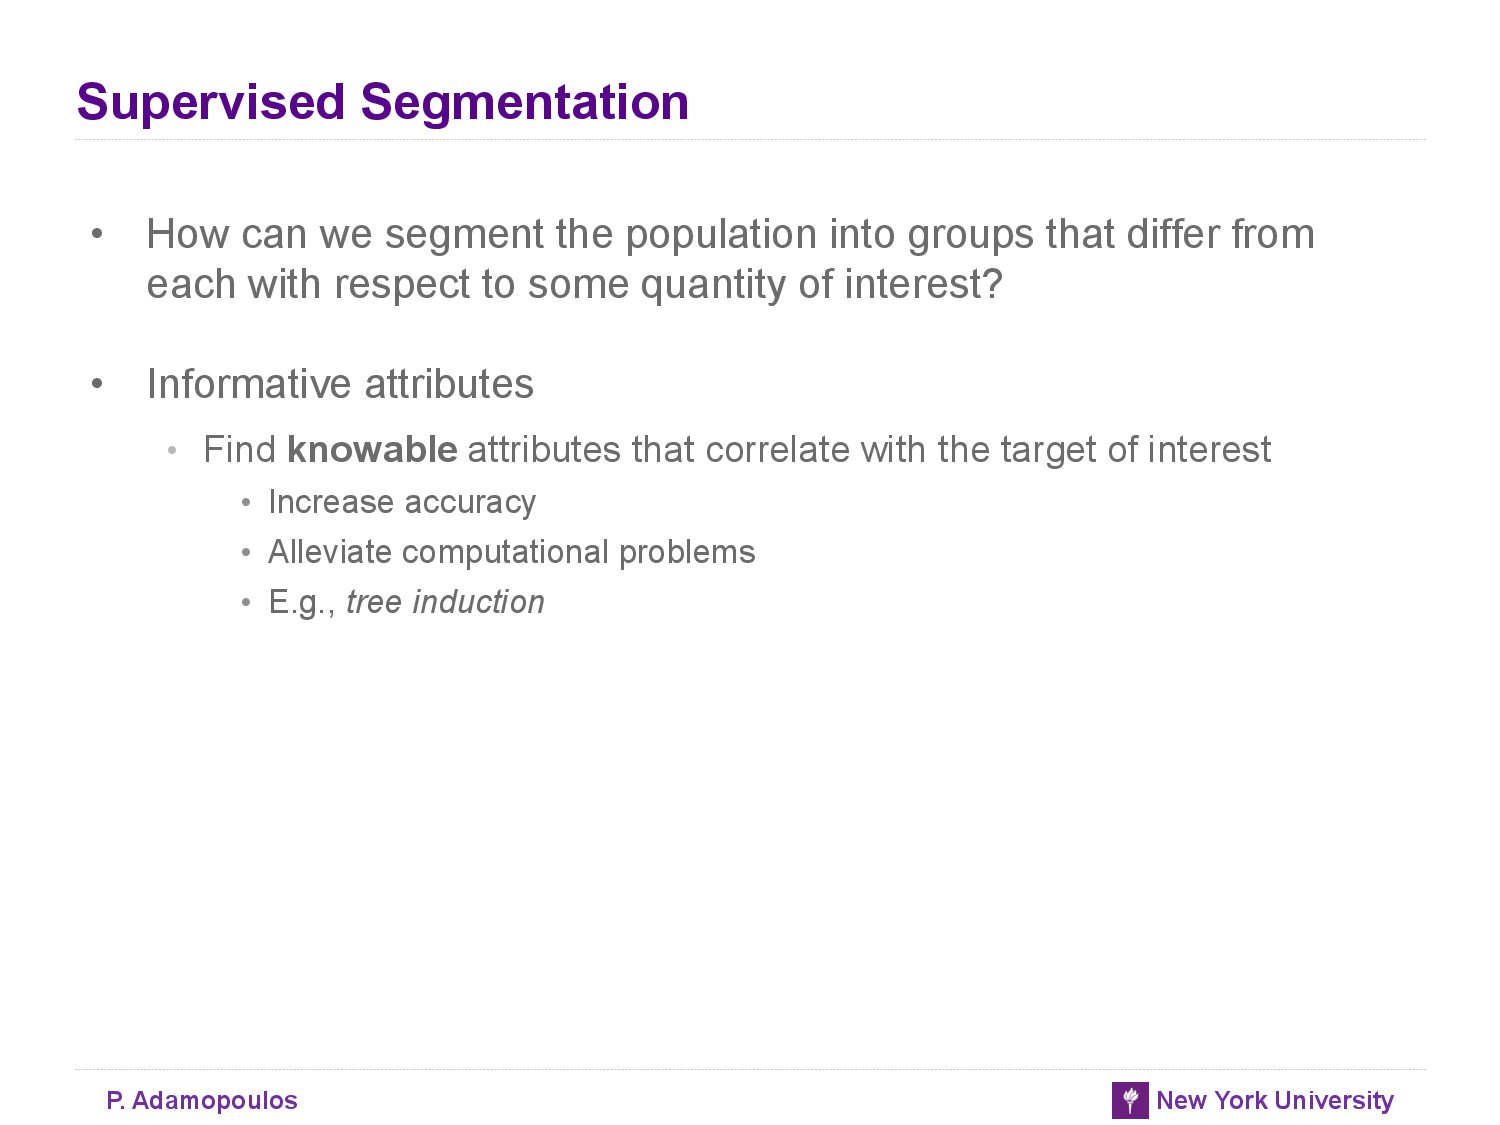 Supervised Segmentation
• How can we segment the population into groups that differ from
each with respect to some quantity of interest?
• Informative attributes
• Find knowable attributes that correlate with the target of interest
• Increase accuracy
• Alleviate computational problems
• E.g., tree induction
P. Adamopoulos
New York University